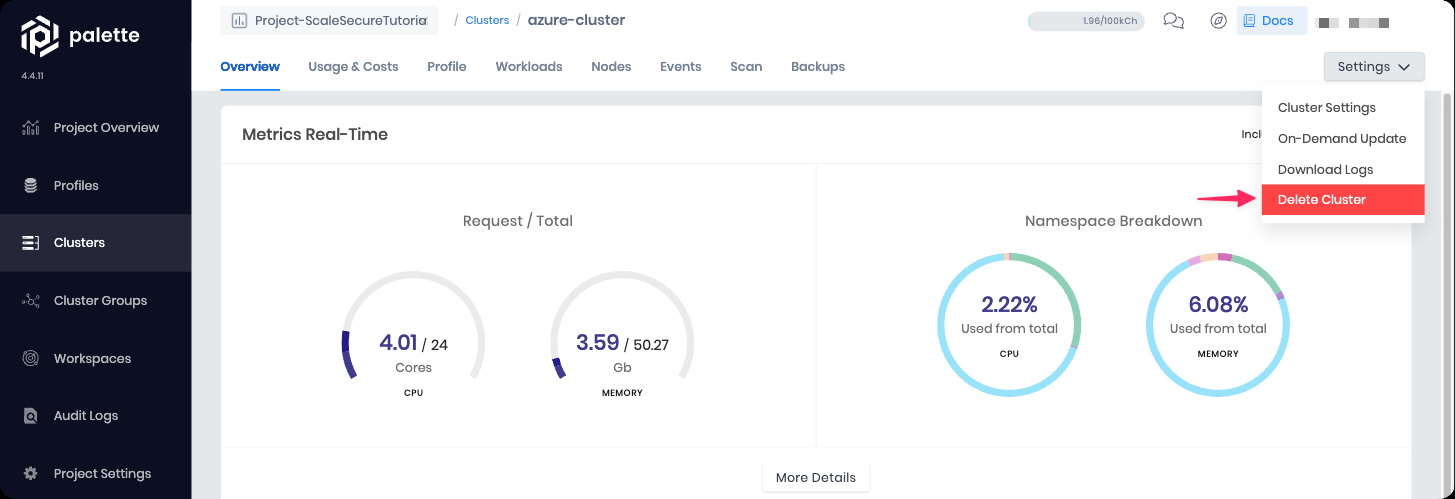 palette
4.4.11
Project Overview
Profiles
Clusters
Cluster Groups
Workspaces
Audit Logs
Project Settings
Project-ScaleSecureTutorial / Clusters / azure-cluster
1.96/100kCh
Docs
Overview Usage & Costs Profile Workloads Nodes Events Scan Backups
Settings
Cluster Settings
On-Demand Update
Download Logs
Delete Cluster
Metrics Real-Time
Request / Total
4.01 / 24
Cores
CPU
3.59 / 50.27
Gb
MEMORY
Namespace Breakdown
2.22%
Used from total
CPU
6.08%
Used from total
MEMORY
More Details